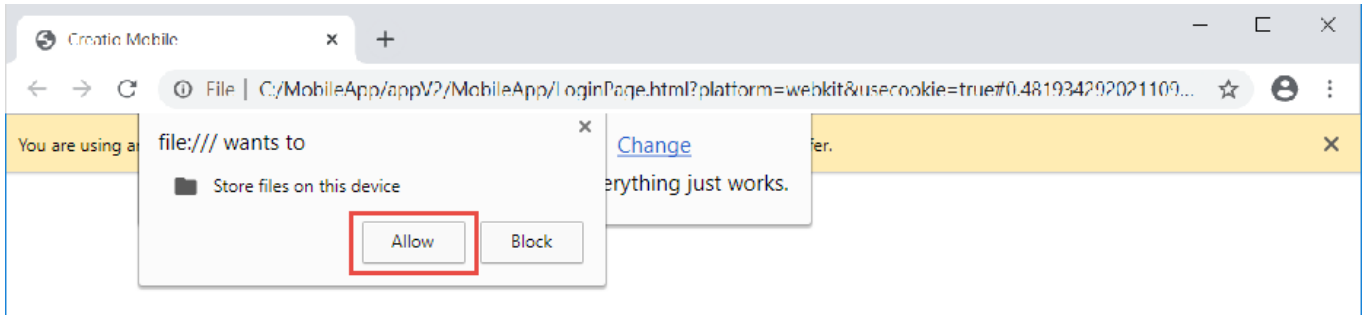 Creatio Mobile
File | C:/MobileApp/appV2/MobileApp/LoginPage.html?platform=webkit&usecookie=true#0.481934292021109...
You are using an
fer.
file:/// wants to
Change
Store files on this device
erything just works.
Allow
Block